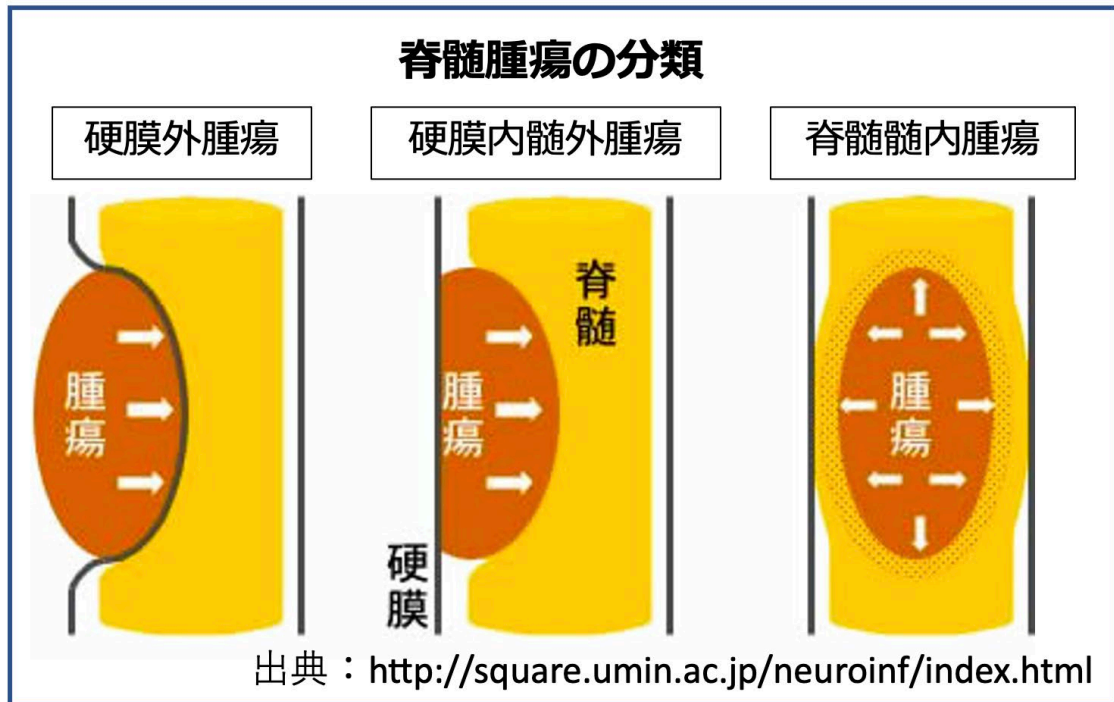 脊髄腫瘍の分類
硬膜外腫瘍
硬膜内髄外腫瘍
脊髄髄内腫瘍
腫瘍
腫瘍
脊髄
硬膜
腫瘍
出典：http://square.umin.ac.jp/neuroinf/index.html